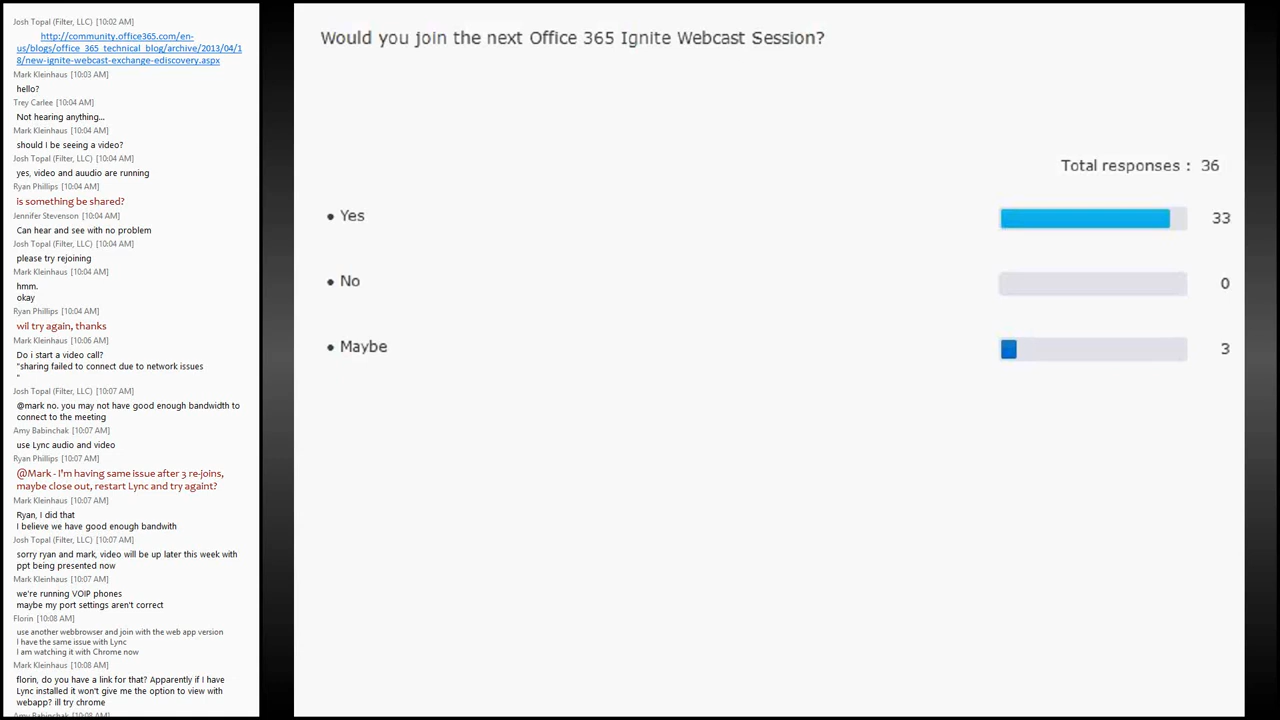 Josh Topal (Filter, LLC) [10:02 AM]
http://community.office365.com/en-
us/blogs/office_365_technical_blog/archive/2013/04/1
8/new-ignite-webcast-exchange-ediscovery.aspx
Mark Kleinhaus [10:03 AM]
hello?
Trey Carlee [10:04 AM]
Not hearing anything...
Mark Kleinhaus [10:04 AM]
should I be seeing a video?
Josh Topal (Filter, LLC) [10:04 AM]
yes, video and auudio are running
Ryan Phillips [10:04 AM]
is something be shared?
Jennifer Stevenson [10:04 AM]
Can hear and see with no problem
Josh Topal (Filter, LLC) [10:04 AM]
please try rejoining
Mark Kleinhaus [10:04 AM]
hmm.
okay
Ryan Phillips [10:04 AM]
wil try again, thanks
Mark Kleinhaus [10:06 AM]
Do i start a video call?
"sharing failed to connect due to network issues
"
Josh Topal (Filter, LLC) [10:07 AM]
@mark no. you may not have good enough bandwidth to
connect to the meeting
Amy Babinchak [10:07 AM]
use Lync audio and video
Ryan Phillips [10:07 AM]
@Mark - I'm having same issue after 3 re-joins,
maybe close out, restart Lync and try againt?
Mark Kleinhaus [10:07 AM]
Ryan, I did that
I believe we have good enough bandwith
Josh Topal (Filter, LLC) [10:07 AM]
sorry ryan and mark, video will be up later this week with
ppt being presented now
Mark Kleinhaus [10:07 AM]
we're running VOIP phones
maybe my port settings aren't correct
Florin [10:08 AM]
use another webbrowser and join with the web app version
I have the same issue with Lync
I am watching it with Chrome now
Mark Kleinhaus [10:08 AM]
florin, do you have a link for that? Apparently if I have
Lync installed it won't give me the option to view with
webapp? ill try chrome
Amy Babinchak [10:08 AM]
Would you join the next Office 365 Ignite Webcast Session?
Total responses : 36
• Yes 33
• No 0
• Maybe 3